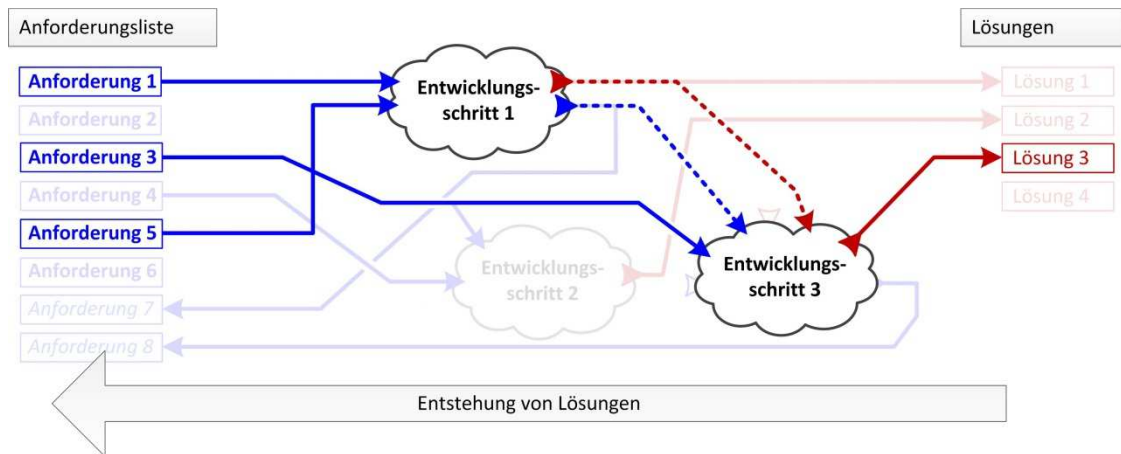 Anforderungsliste
Lösungen
Anforderung 1
Anforderung 2
Anforderung 3
Anforderung 4
Anforderung 5
Anforderung 6
Anforderung 7
Anforderung 8
Entwicklungs-
schritt 1
Entwicklungs-
schritt 2
Entwicklungs-
schritt 3
Lösung 1
Lösung 2
Lösung 3
Lösung 4
Entstehung von Lösungen